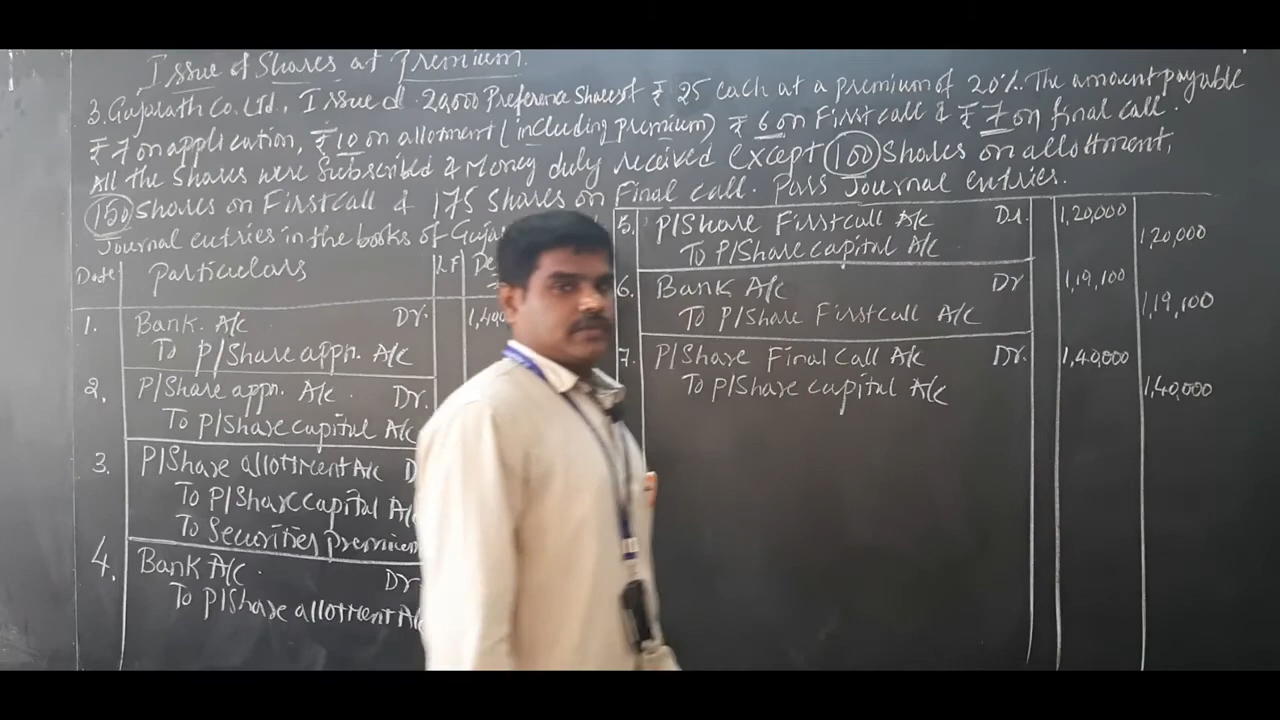 Issue of Shares at Premium.
3. Gujarath Co. Ltd., Issued 20,000 Preference Shares of ₹ 25 each at a premium of 20%. The amount payable
₹ 7 on application, ₹ 10 on allotment (including premium) ₹ 6 on First call & ₹ 7 on final call.
All the shares were Subscribed & Money duly received except 100 Shares on allottment,
150 Shares on First call & 175 Shares on Final call. Pass Journal entries.
Journal entries in the books of
Date Particulars L.F
1. Bank A/c Dr.
To P/Share appn. A/c
2. P/Share appn. A/c Dr.
To P/Share capital A/c
3. P/Share allottment A/c
To P/Share capital A/c
To Securities premium
4. Bank A/c Dr
To P/Share allottment A/c
5. P/Share First call A/c Dr. 1,20,000
To P/Share capital A/c 1,20,000
6. Bank A/c Dr 1,19,100
To P/Share First call A/c 1,19,100
7. P/Share Final call A/c Dr. 1,40,000
To P/Share capital A/c 1,40,000